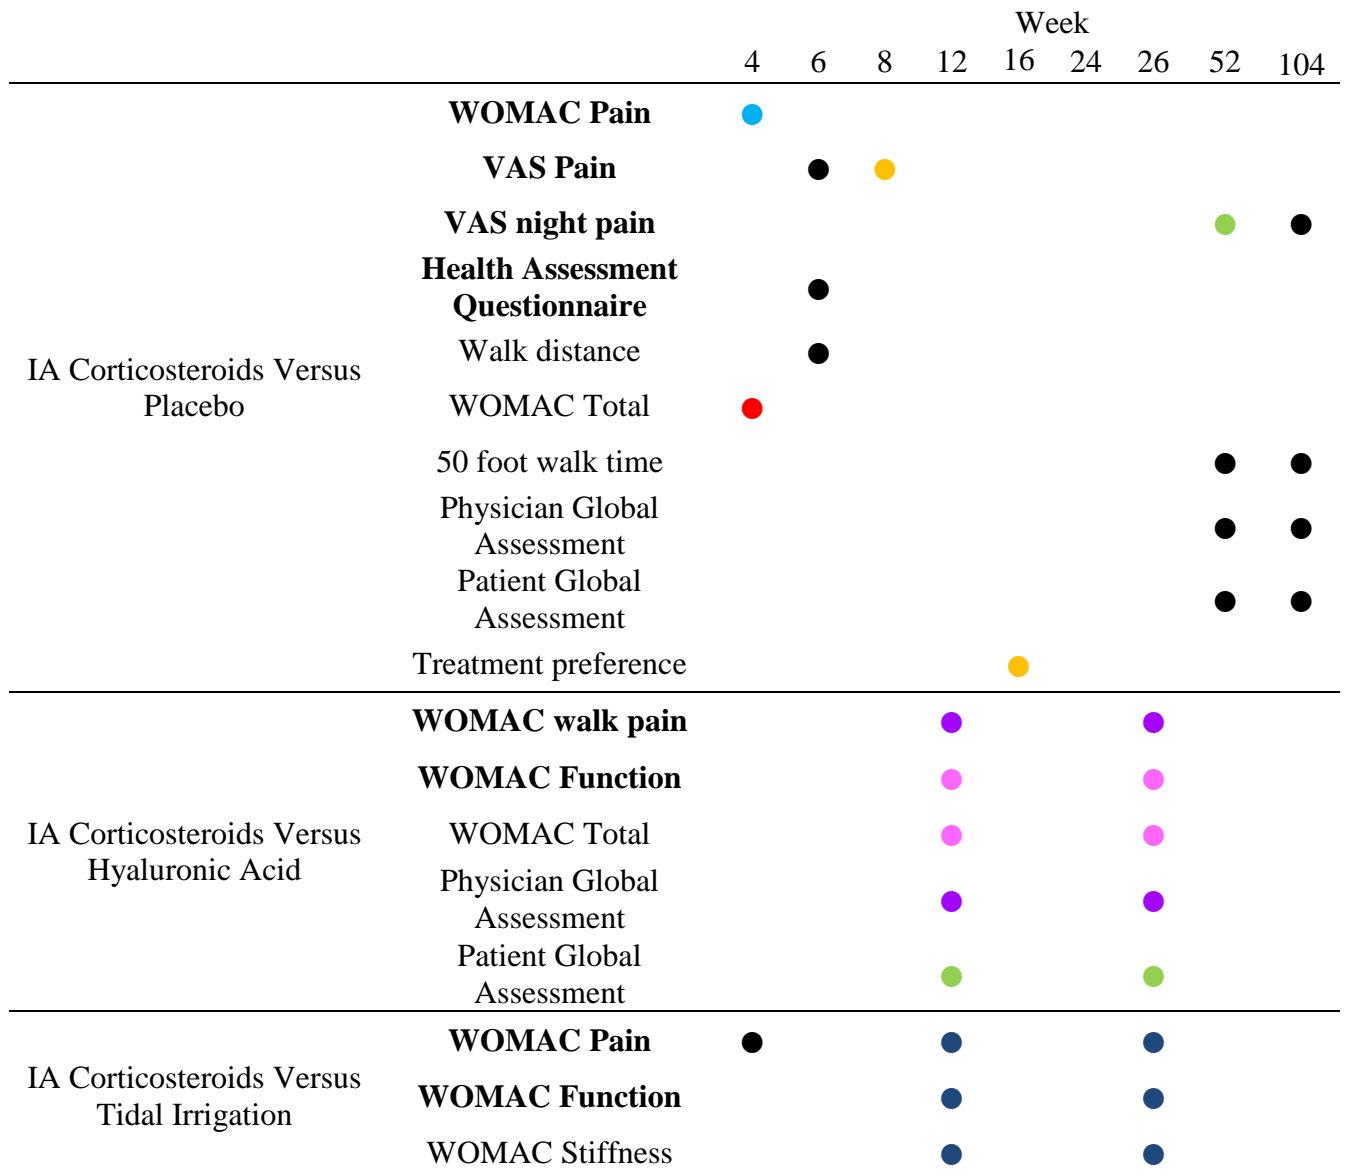 Week
4 6 8 12 16 24 26 52 104
IA Corticosteroids Versus
Placebo
WOMAC Pain
VAS Pain
VAS night pain
Health Assessment
Questionnaire
Walk distance
WOMAC Total
50 foot walk time
Physician Global
Assessment
Patient Global
Assessment
Treatment preference
IA Corticosteroids Versus
Hyaluronic Acid
WOMAC walk pain
WOMAC Function
WOMAC Total
Physician Global
Assessment
Patient Global
Assessment
IA Corticosteroids Versus
Tidal Irrigation
WOMAC Pain
WOMAC Function
WOMAC Stiffness